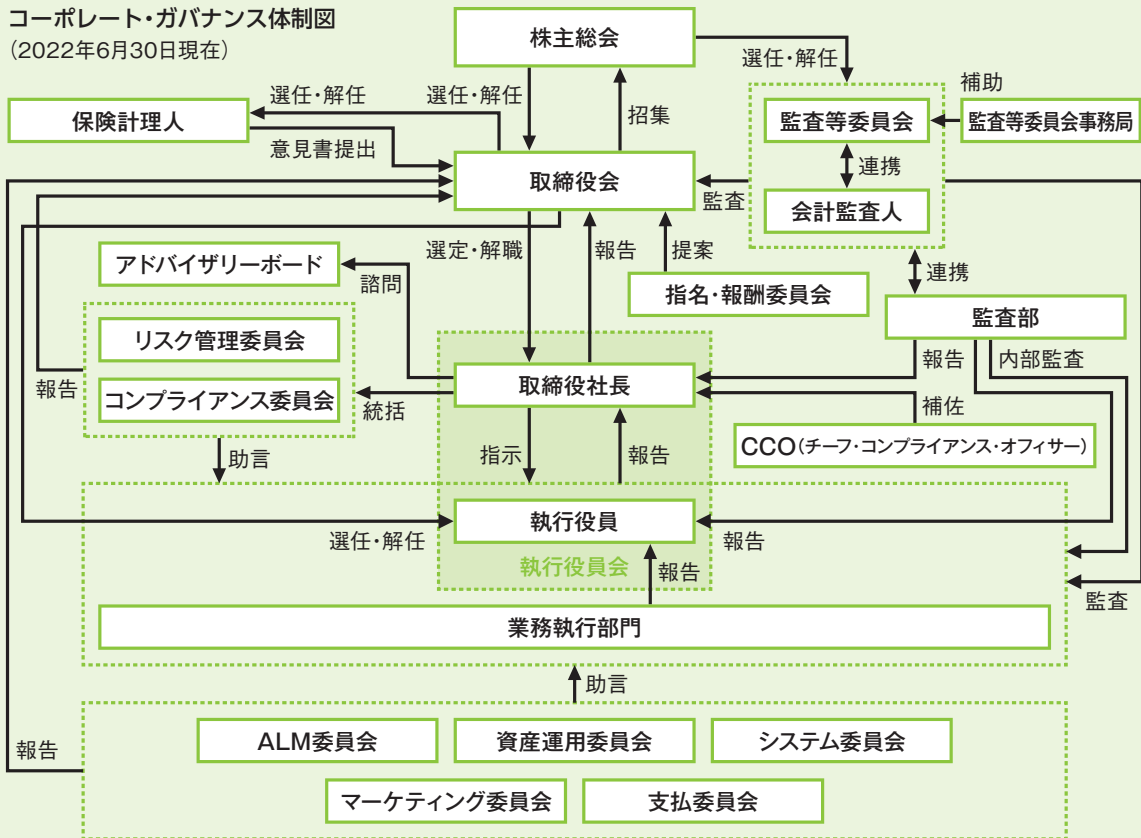 コーポレート・ガバナンス体制図
（2022年6月30日現在）
株主総会
選任・解任
選任・解任
選任・解任
招集
補助
保険計理人
監査等委員会
監査等委員会事務局
意見書提出
連携
取締役会
監査
会計監査人
選定・解職
報告
提案
アドバイザリーボード
諮問
連携
指名・報酬委員会
監査部
リスク管理委員会
報告
内部監査
取締役社長
報告
コンプライアンス委員会
統括
補佐
CCO（チーフ・コンプライアンス・オフィサー）
助言
指示
報告
執行役員
選任・解任
報告
執行役員会
報告
監査
業務執行部門
助言
報告
ALM委員会
資産運用委員会
システム委員会
マーケティング委員会
支払委員会